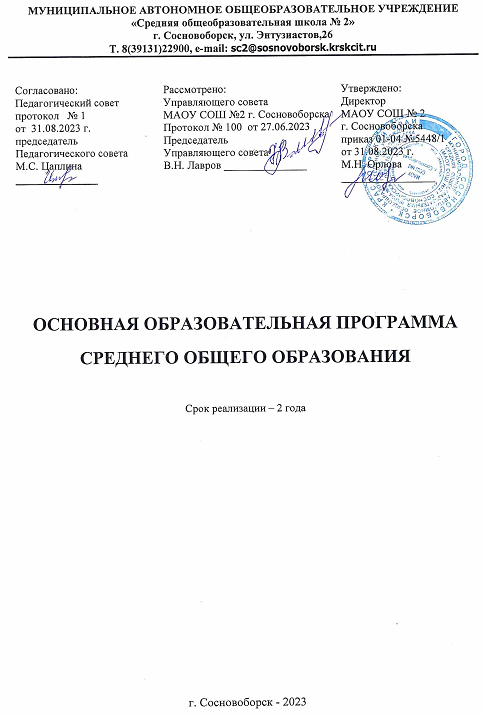 МУНИЦИПАЛЬНОЕ АВТОНОМНОЕ ОБЩЕОБРАЗОВАТЕЛЬНОЕ УЧРЕЖДЕНИЕ
«Средняя общеобразовательная школа № 2»
г. Сосновоборск, ул. Энтузиастов,26
Т. 8(39131)22900, e-mail: sc2@sosnovoborsk.krskcit.ru
Согласовано:
Педагогический совет
протокол № 1
от 31.08.2023 г.
председатель
Педагогического совета
М.С. Цаплина
Рассмотрено:
Управляющего совета
МАОУ СОШ №2 г. Сосновоборска
Протокол № 100 от 27.06.2023
Председатель
Управляющего совета
В.Н. Лавров
Утверждено:
Директор
МАОУ СОШ № 2
г. Сосновоборска
приказ 01-04 №5448/1
от 31.08.2023 г.
М.Н. Орлова
ОСНОВНАЯ ОБРАЗОВАТЕЛЬНАЯ ПРОГРАММА
СРЕДНЕГО ОБЩЕГО ОБРАЗОВАНИЯ
Срок реализации – 2 года
г. Сосновоборск - 2023